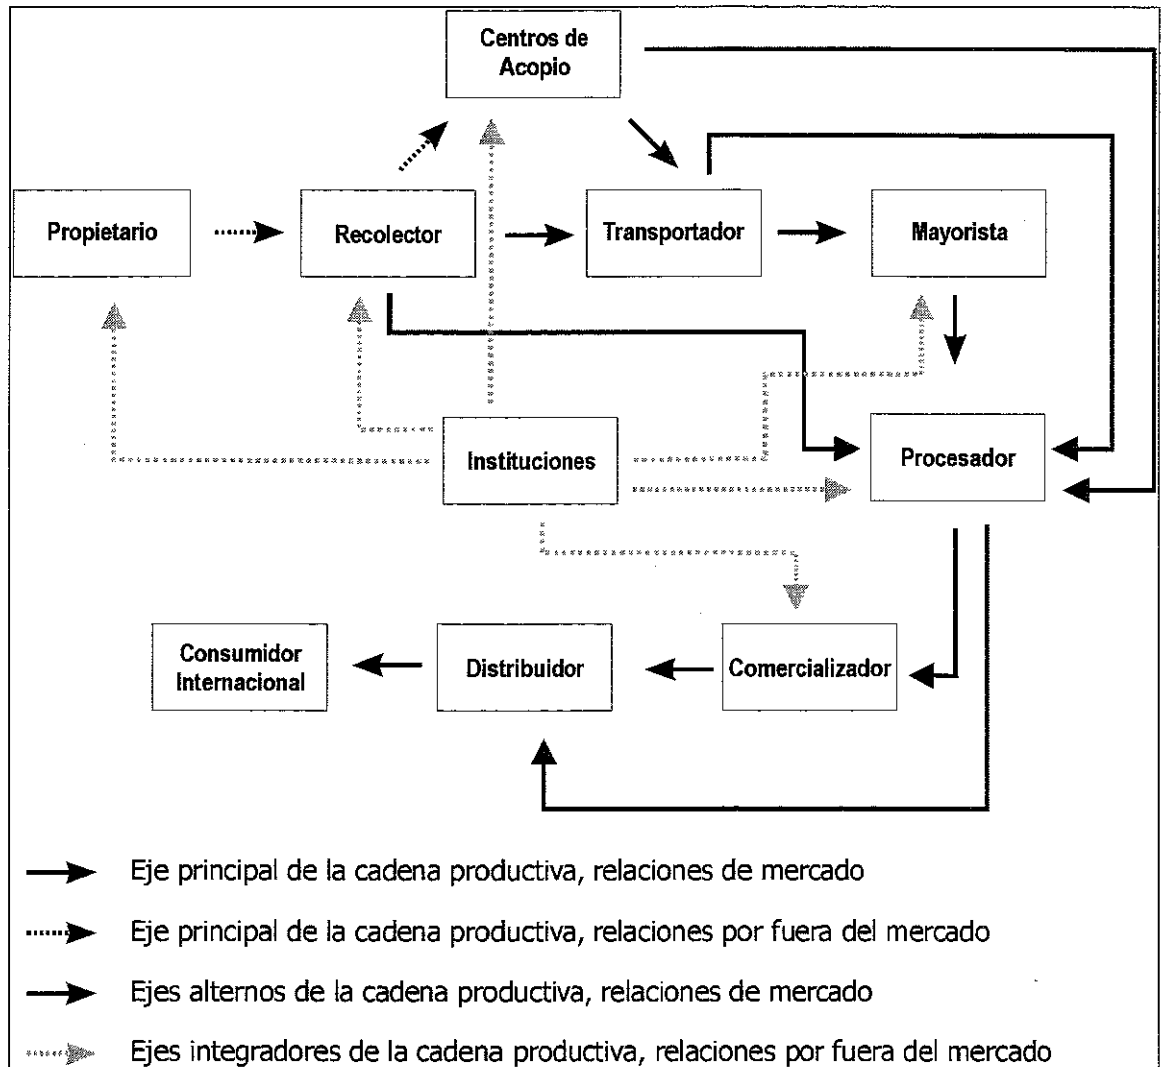 Centros de
Acopio
Propietario
Recolector
Transportador
Mayorista
Instituciones
Procesador
Consumidor
Internacional
Distribuidor
Comercializador
Eje principal de la cadena productiva, relaciones de mercado
Eje principal de la cadena productiva, relaciones por fuera del mercado
Ejes alternos de la cadena productiva, relaciones de mercado
Ejes integradores de la cadena productiva, relaciones por fuera del mercado